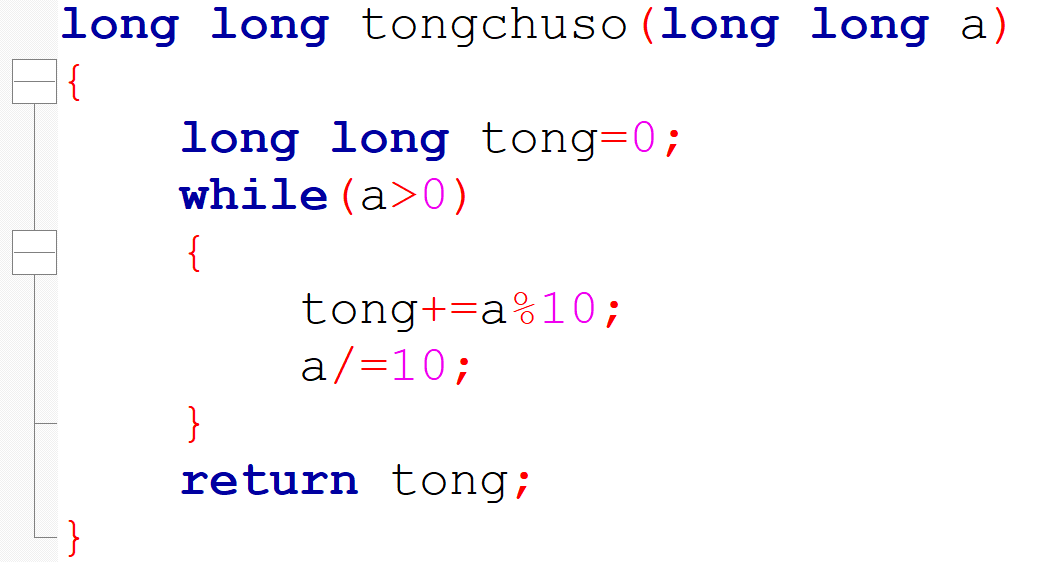 long long tongchuso(long long a)
{
long long tong=0;
while(a>0)
{
tong+=a%10;
a/=10;
}
return tong;
}